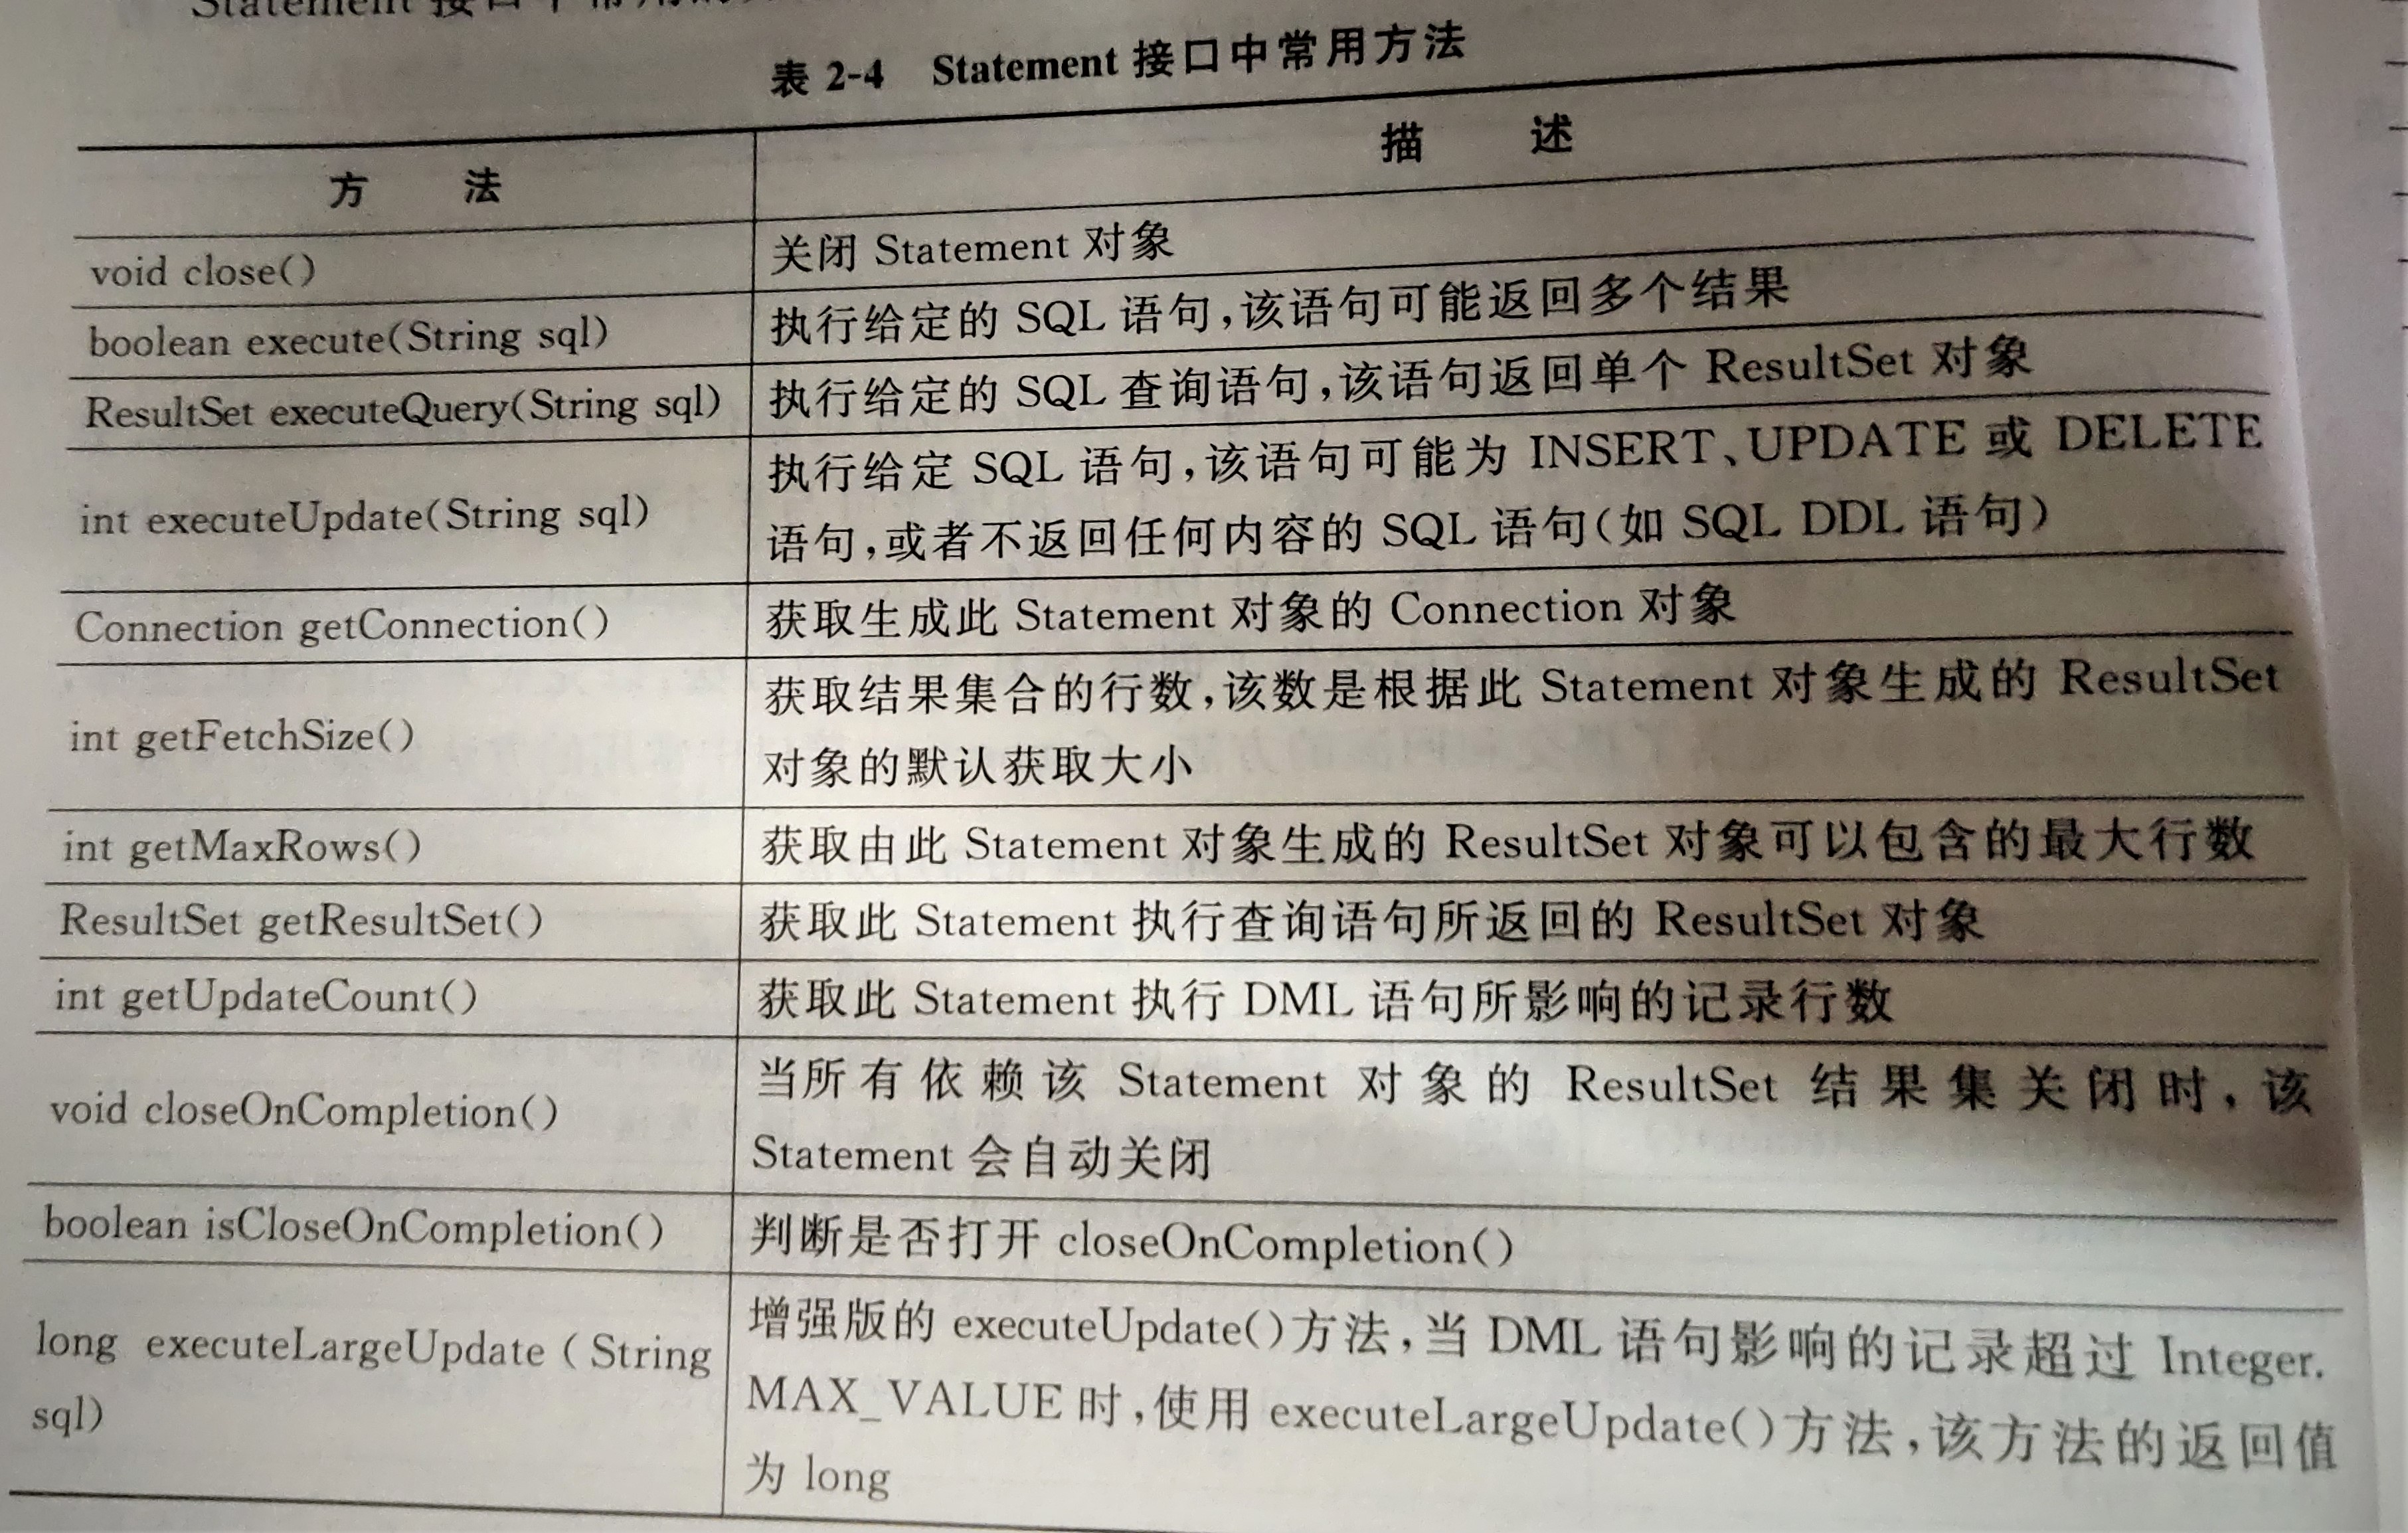 Statement 接口中常用的
表 2-4 Statement 接口中常用方法
方 法 描 述
void close() 关闭 Statement 对象
boolean execute(String sql) 执行给定的 SQL 语句,该语句可能返回多个结果
ResultSet executeQuery(String sql) 执行给定的 SQL 查询语句,该语句返回单个 ResultSet 对象
int executeUpdate(String sql) 执行给定 SQL 语句,该语句可能为 INSERT、UPDATE 或 DELETE
语句,或者不返回任何内容的 SQL 语句(如 SQL DDL 语句)
Connection getConnection() 获取生成此 Statement 对象的 Connection 对象
int getFetchSize() 获取结果集合的行数,该数是根据此 Statement 对象生成的 ResultSet
对象的默认获取大小
int getMaxRows() 获取由此 Statement 对象生成的 ResultSet 对象可以包含的最大行数
ResultSet getResultSet() 获取此 Statement 执行查询语句所返回的 ResultSet 对象
int getUpdateCount() 获取此 Statement 执行 DML 语句所影响的记录行数
void closeOnCompletion() 当所有依赖该 Statement 对象的 ResultSet 结果集关闭时,该
Statement 会自动关闭
boolean isCloseOnCompletion() 判断是否打开 closeOnCompletion()
long executeLargeUpdate (String 增强版的 executeUpdate()方法,当 DML 语句影响的记录超过 Integer.
sql) MAX_VALUE 时,使用 executeLargeUpdate()方法,该方法的返回值
为 long